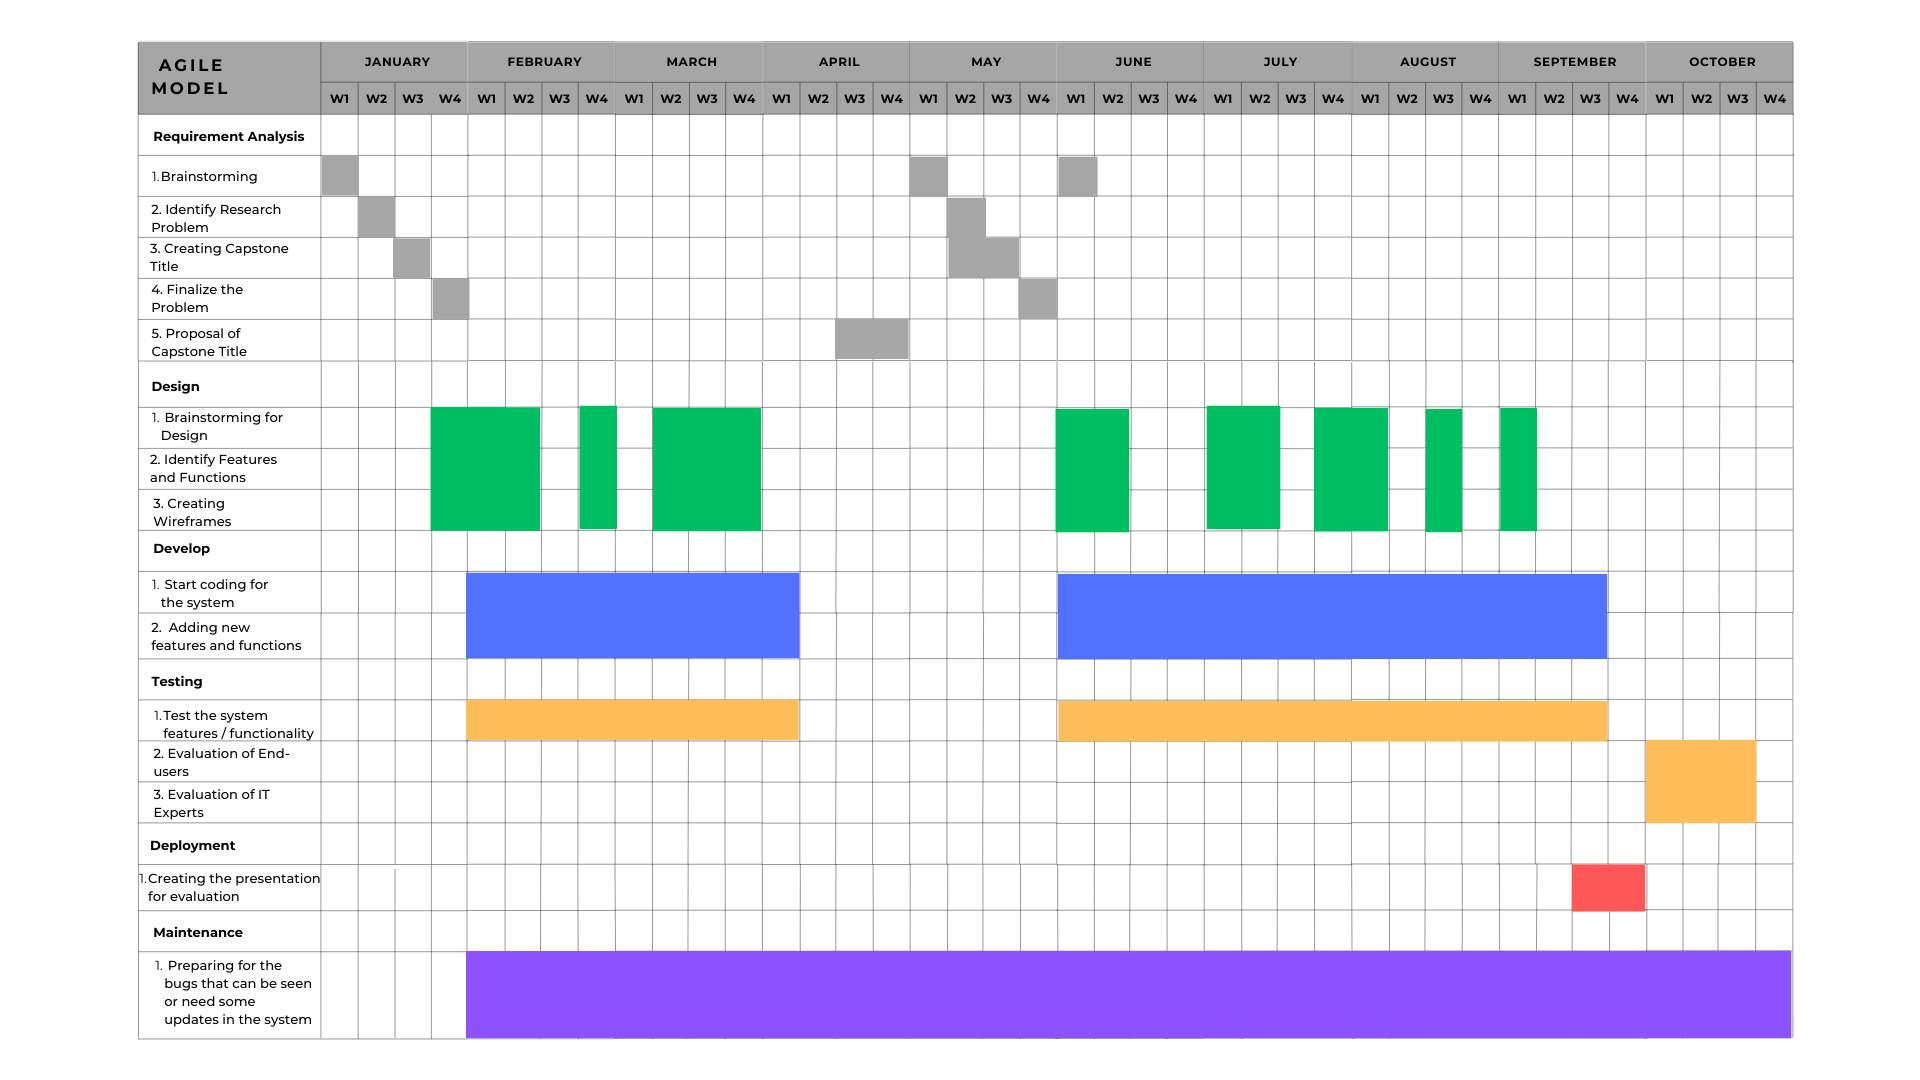 AGILE
MODEL
JANUARY FEBRUARY MARCH APRIL MAY JUNE JULY AUGUST SEPTEMBER OCTOBER
W1 W2 W3 W4 W1 W2 W3 W4 W1 W2 W3 W4 W1 W2 W3 W4 W1 W2 W3 W4 W1 W2 W3 W4 W1 W2 W3 W4 W1 W2 W3 W4 W1 W2 W3 W4 W1 W2 W3 W4
Requirement Analysis
1.Brainstorming
2. Identify Research
Problem
3. Creating Capstone
Title
4. Finalize the
Problem
5. Proposal of
Capstone Title
Design
1. Brainstorming for
Design
2. Identify Features
and Functions
3. Creating
Wireframes
Develop
1. Start coding for
the system
2. Adding new
features and functions
Testing
1.Test the system
features / functionality
2. Evaluation of End-
users
3. Evaluation of IT
Experts
Deployment
1.Creating the presentation
for evaluation
Maintenance
1. Preparing for the
bugs that can be seen
or need some
updates in the system